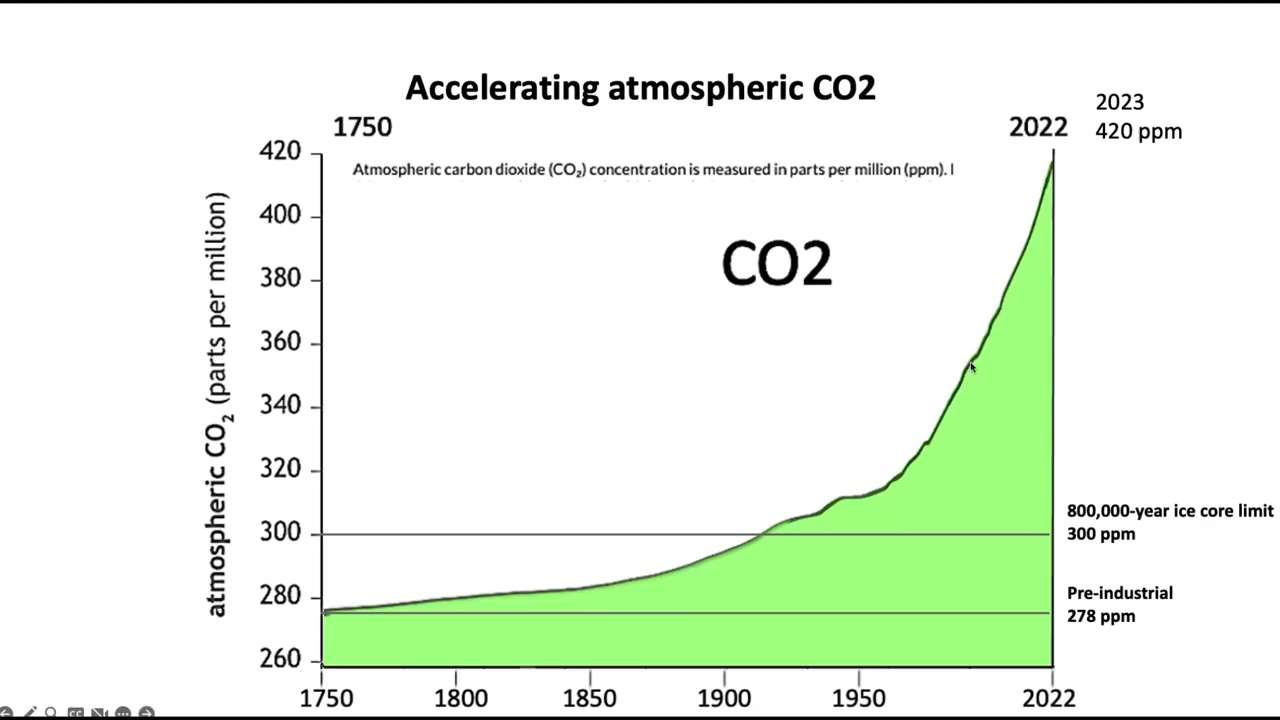 Accelerating atmospheric CO2
2023
420 ppm
1750
2022
Atmospheric carbon dioxide (CO₂) concentration is measured in parts per million (ppm). I
CO2
atmospheric CO₂ (parts per million)
420
400
380
360
340
320
300
280
260
800,000-year ice core limit
300 ppm
Pre-industrial
278 ppm
1750
1800
1850
1900
1950
2022
CC